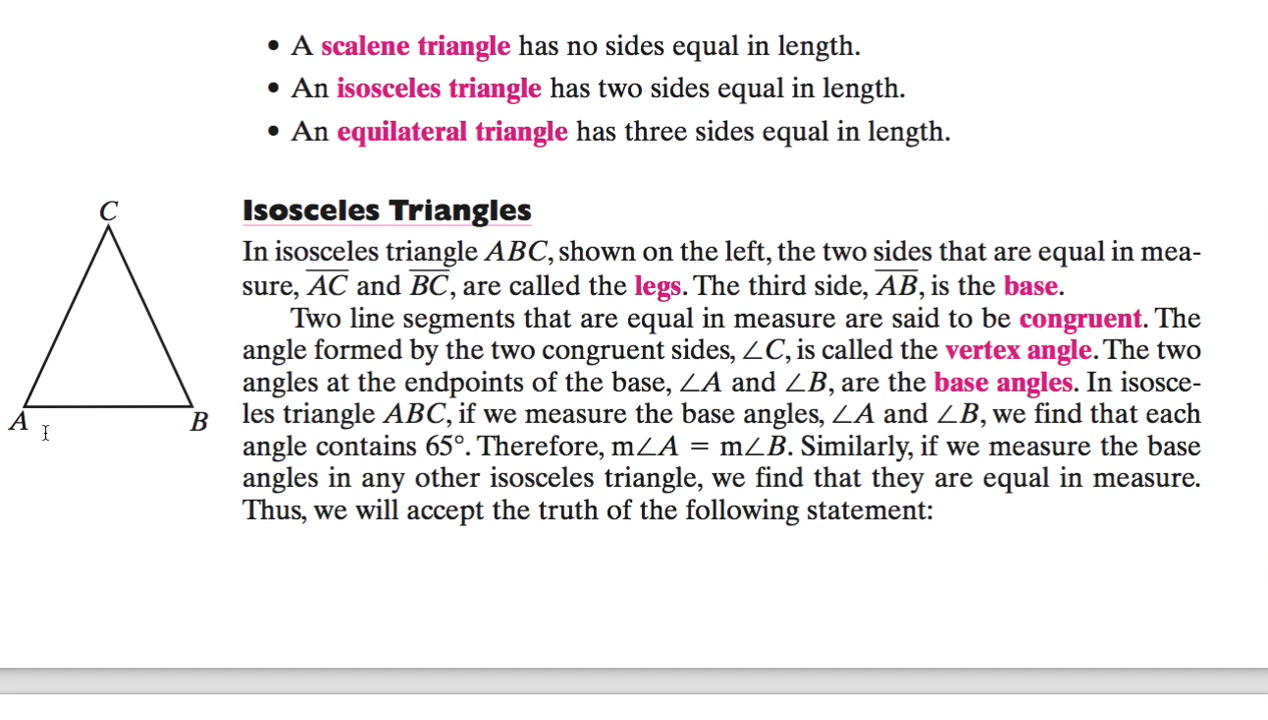 • A scalene triangle has no sides equal in length.
• An isosceles triangle has two sides equal in length.
• An equilateral triangle has three sides equal in length.
C
A
B
Isosceles Triangles
In isosceles triangle ABC, shown on the left, the two sides that are equal in mea-
sure, A̅C̅ and B̅C̅, are called the legs. The third side, A̅B̅, is the base.
Two line segments that are equal in measure are said to be congruent. The
angle formed by the two congruent sides, ∠C, is called the vertex angle. The two
angles at the endpoints of the base, ∠A and ∠B, are the base angles. In isosce-
les triangle ABC, if we measure the base angles, ∠A and ∠B, we find that each
angle contains 65°. Therefore, m∠A = m∠B. Similarly, if we measure the base
angles in any other isosceles triangle, we find that they are equal in measure.
Thus, we will accept the truth of the following statement: